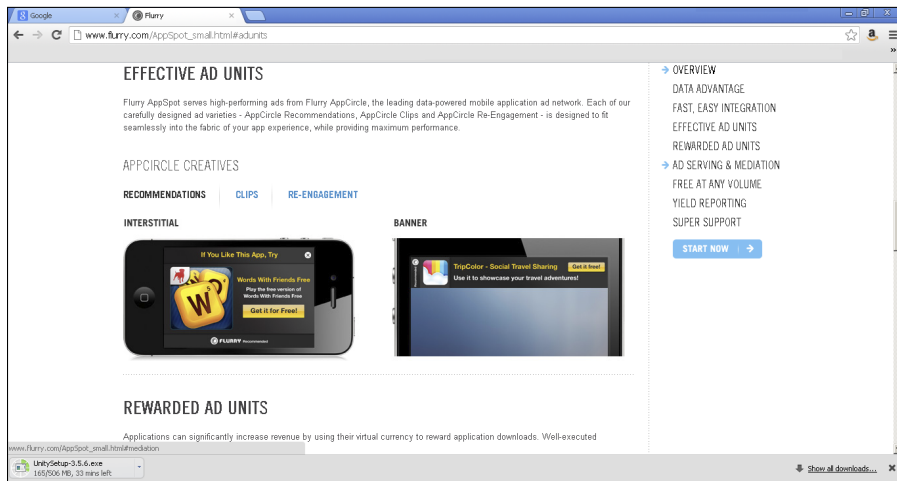 Google
Flurry
www.flurry.com/AppSpot_small.html#adunits
EFFECTIVE AD UNITS
Flurry AppSpot serves high-performing ads from Flurry AppCircle, the leading data-powered mobile application ad network. Each of our
carefully designed ad varieties - AppCircle Recommendations, AppCircle Clips and AppCircle Re-Engagement - is designed to fit
seamlessly into the fabric of your app experience, while providing maximum performance.
APPCIRCLE CREATIVES
RECOMMENDATIONS CLIPS RE-ENGAGEMENT
INTERSTITIAL
If You Like This App, Try
Words With Friends Free
Play the free version of
Words With Friends Free
Get it for Free!
W
FLURRY Recommended
BANNER
TripColor - Social Travel Sharing
Get it free!
Use it to showcase your travel adventures!
REWARDED AD UNITS
Applications can significantly increase revenue by using their virtual currency to reward application downloads. Well-executed
OVERVIEW
DATA ADVANTAGE
FAST, EASY INTEGRATION
EFFECTIVE AD UNITS
REWARDED AD UNITS
AD SERVING & MEDIATION
FREE AT ANY VOLUME
YIELD REPORTING
SUPER SUPPORT
START NOW
www.flurry.com/AppSpot_small.html#mediation
UnitySetup-3.5.6.exe
165/506 MB, 33 mins left
Show all downloads...